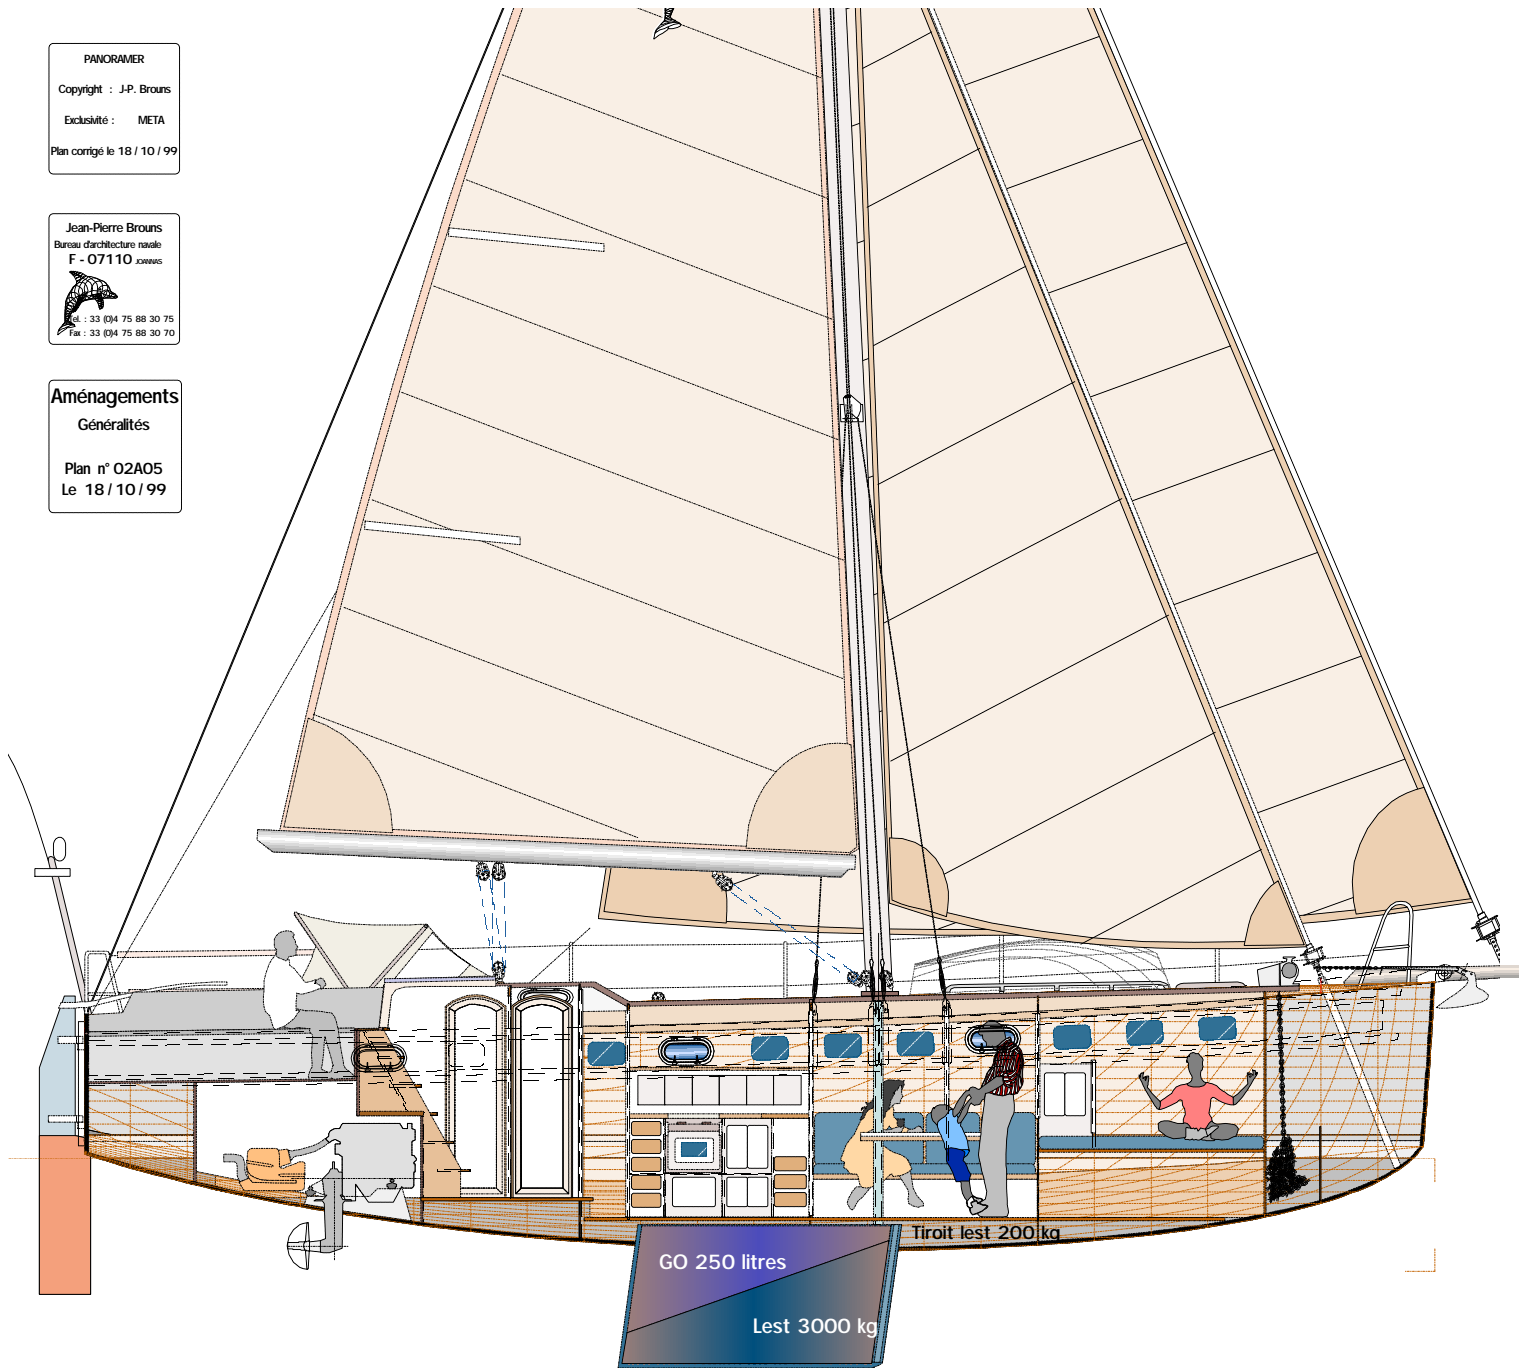 PANORAMER
Copyright : J-P. Brouns
Exclusivité : META
Plan corrigé le 18 / 10 / 99
Jean-Pierre Brouns
Bureau d'architecture navale
F - 07110 JOANNAS
Tel. : 33 (0)4 75 88 30 75
Fax : 33 (0)4 75 88 30 70
Aménagements
Généralités
Plan n° 02A05
Le 18 / 10 / 99
Tiroit lest 200 kg
GO 250 litres
Lest 3000 kg